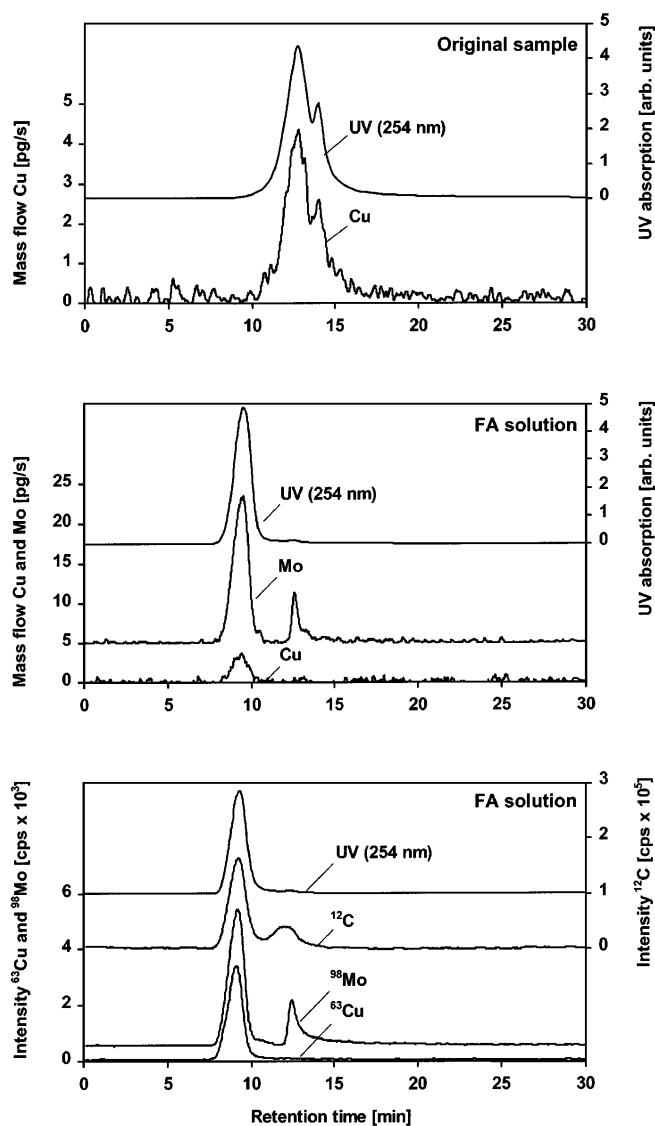 Original sample
5
4
3
2
1
0
Mass flow Cu [pg/s]
5
4
3
2
1
0
UV absorption [arb. units]
UV (254 nm)
Cu
0 5 10 15 20 25 30
FA solution
25
20
15
10
5
0
Mass flow Cu and Mo [pg/s]
5
4
3
2
1
0
UV absorption [arb. units]
UV (254 nm)
Mo
Cu
0 5 10 15 20 25 30
FA solution
6
4
2
0
Intensity ⁶³Cu and ⁹⁸Mo [cps x 10³]
3
2
1
0
Intensity ¹²C [cps x 10⁵]
UV (254 nm)
¹²C
⁹⁸Mo
⁶³Cu
0 5 10 15 20 25 30
Retention time [min]